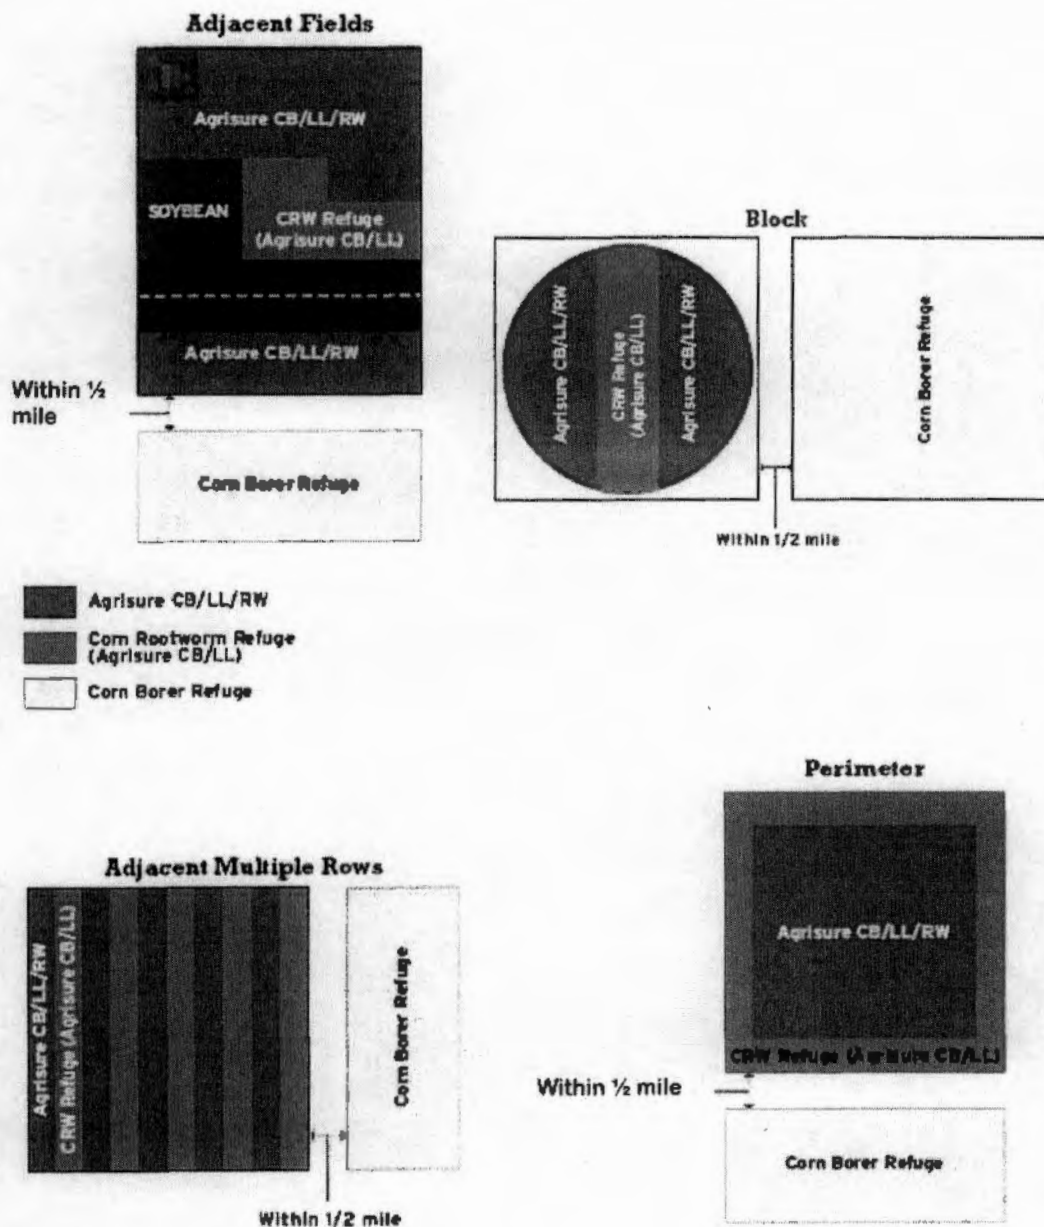 Adjacent Fields
Agrisure CB/LL/RW
SOYBEAN
CRW Refuge
(Agrisure CB/LL)
Agrisure CB/LL/RW
Within ½
mile
Corn Borer Refuge
Block
Agrisure CB/LL/RW
CRW Refuge
(Agrisure CB/LL)
Agrisure CB/LL/RW
Corn Borer Refuge
Within 1/2 mile
Agrisure CB/LL/RW
Corn Rootworm Refuge
(Agrisure CB/LL)
Corn Borer Refuge
Adjacent Multiple Rows
Agrisure CB/LL/RW
CRW Refuge (Agrisure CB/LL)
Corn Borer Refuge
Within 1/2 mile
Perimeter
Agrisure CB/LL/RW
CRW Refuge (Agrisure CB/LL)
Within ½ mile
Corn Borer Refuge